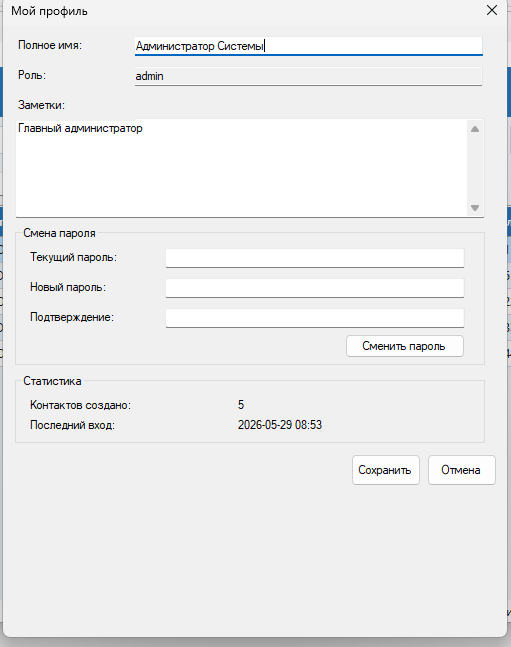 Мой профиль
Полное имя: Администратор Системы
Роль: admin
Заметки:
Главный администратор
Смена пароля
Текущий пароль:
Новый пароль:
Подтверждение:
Сменить пароль
Статистика
Контактов создано: 5
Последний вход: 2026-05-29 08:53
Сохранить Отмена